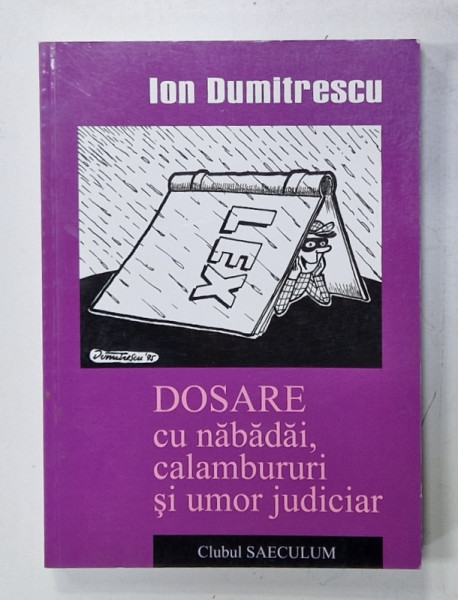 Ion Dumitrescu
LEX
Dumitrescu '95
DOSARE
cu năbădăi,
calambururi
şi umor judiciar
Clubul SAECULUM